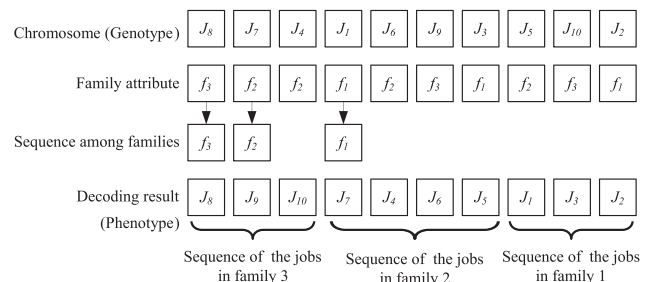 Chromosome (Genotype) J8 J7 J4 J1 J6 J9 J3 J5 J10 J2
Family attribute f3 f2 f2 f1 f2 f3 f1 f2 f3 f1
Sequence among families f3 f2 f1
Decoding result J8 J9 J10 J7 J4 J6 J5 J1 J3 J2
(Phenotype)
Sequence of the jobs
in family 3
Sequence of the jobs
in family 2
Sequence of the jobs
in family 1